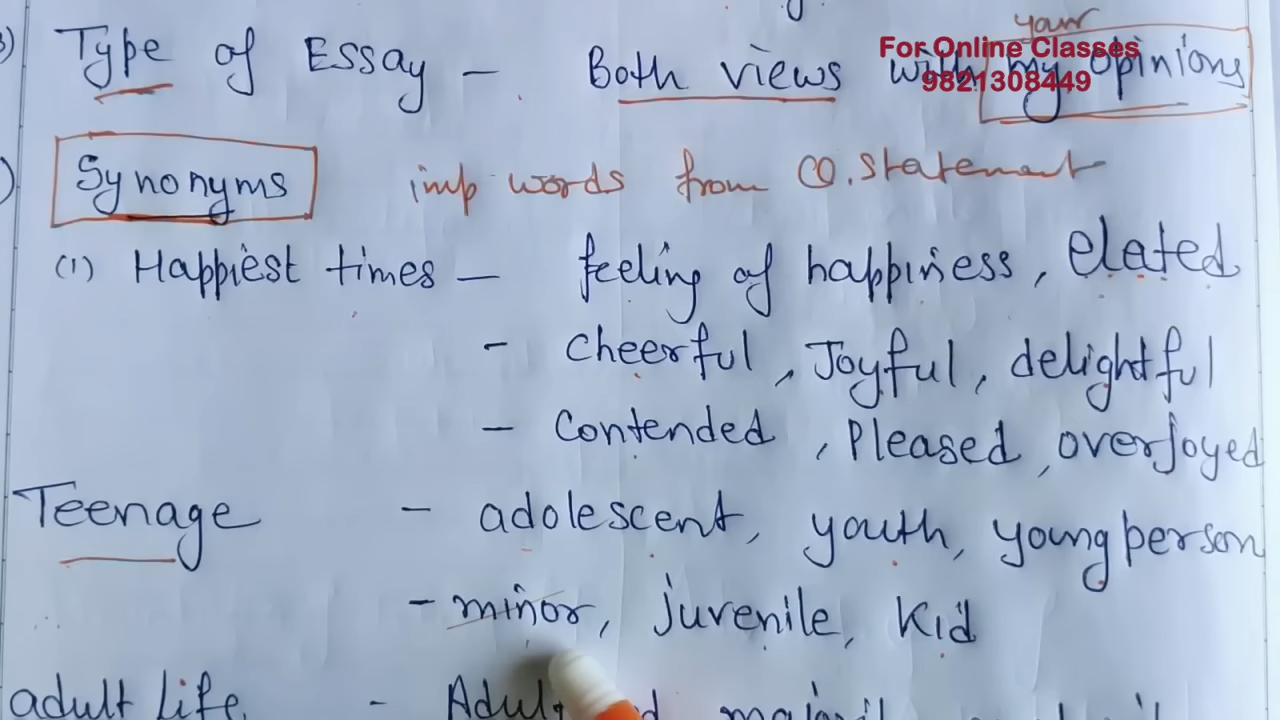 your
For Online Classes
9821308449
Type of Essay - Both views with my opinions
Synonyms imp words from Q. Statement
(1) Happiest times - feeling of happiness, elated
- Cheerful, Joyful, delightful
- Contended, Pleased, overjoyed
Teenage - adolescent, youth, young person
- minor, juvenile, Kid
adult life -